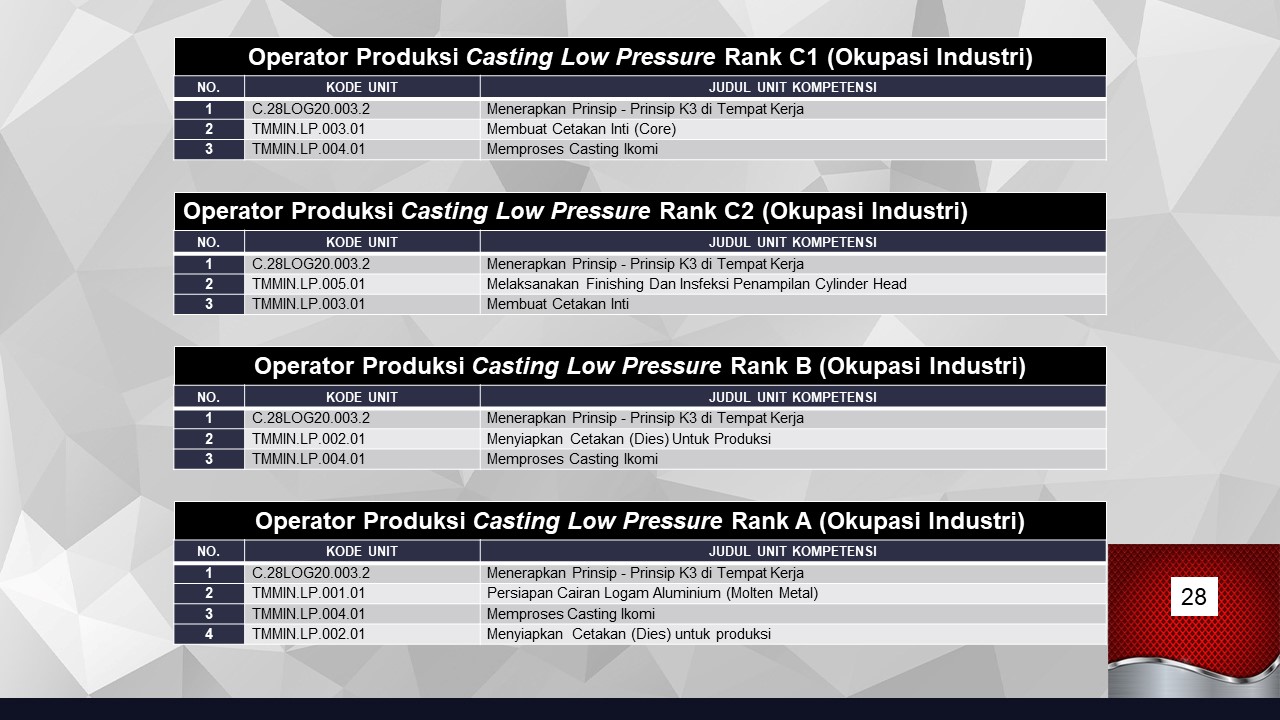 Operator Produksi Casting Low Pressure Rank C1 (Okupasi Industri)
NO. KODE UNIT JUDUL UNIT KOMPETENSI
1 C.28LOG20.003.2 Menerapkan Prinsip - Prinsip K3 di Tempat Kerja
2 TMMIN.LP.003.01 Membuat Cetakan Inti (Core)
3 TMMIN.LP.004.01 Memproses Casting Ikomi
Operator Produksi Casting Low Pressure Rank C2 (Okupasi Industri)
NO. KODE UNIT JUDUL UNIT KOMPETENSI
1 C.28LOG20.003.2 Menerapkan Prinsip - Prinsip K3 di Tempat Kerja
2 TMMIN.LP.005.01 Melaksanakan Finishing Dan Insfeksi Penampilan Cylinder Head
3 TMMIN.LP.003.01 Membuat Cetakan Inti
Operator Produksi Casting Low Pressure Rank B (Okupasi Industri)
NO. KODE UNIT JUDUL UNIT KOMPETENSI
1 C.28LOG20.003.2 Menerapkan Prinsip - Prinsip K3 di Tempat Kerja
2 TMMIN.LP.002.01 Menyiapkan Cetakan (Dies) Untuk Produksi
3 TMMIN.LP.004.01 Memproses Casting Ikomi
Operator Produksi Casting Low Pressure Rank A (Okupasi Industri)
NO. KODE UNIT JUDUL UNIT KOMPETENSI
1 C.28LOG20.003.2 Menerapkan Prinsip - Prinsip K3 di Tempat Kerja
2 TMMIN.LP.001.01 Persiapan Cairan Logam Aluminium (Molten Metal)
3 TMMIN.LP.004.01 Memproses Casting Ikomi
4 TMMIN.LP.002.01 Menyiapkan Cetakan (Dies) untuk produksi
28